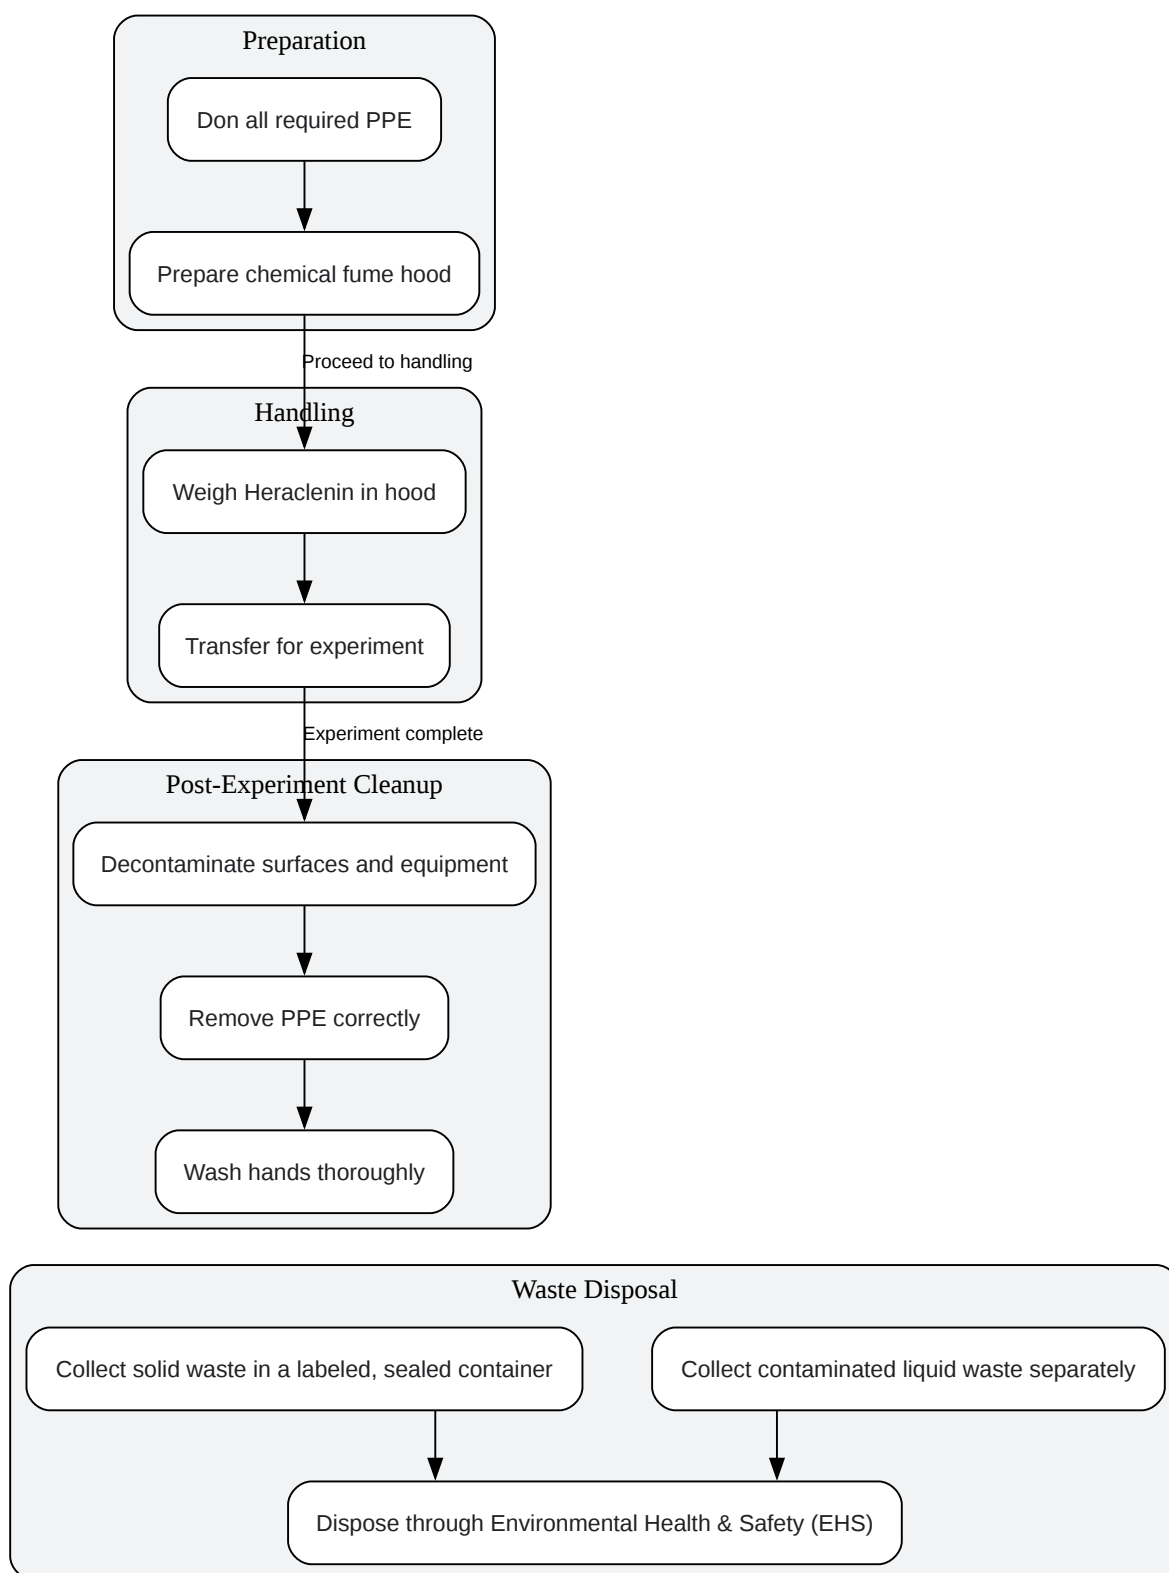 Preparation
Don all required PPE
Prepare chemical fume hood
Proceed to handling
Handling
Weigh Heraclenin in hood
Transfer for experiment
Experiment complete
Post-Experiment Cleanup
Decontaminate surfaces and equipment
Remove PPE correctly
Wash hands thoroughly
Waste Disposal
Collect solid waste in a labeled, sealed container
Collect contaminated liquid waste separately
Dispose through Environmental Health & Safety (EHS)